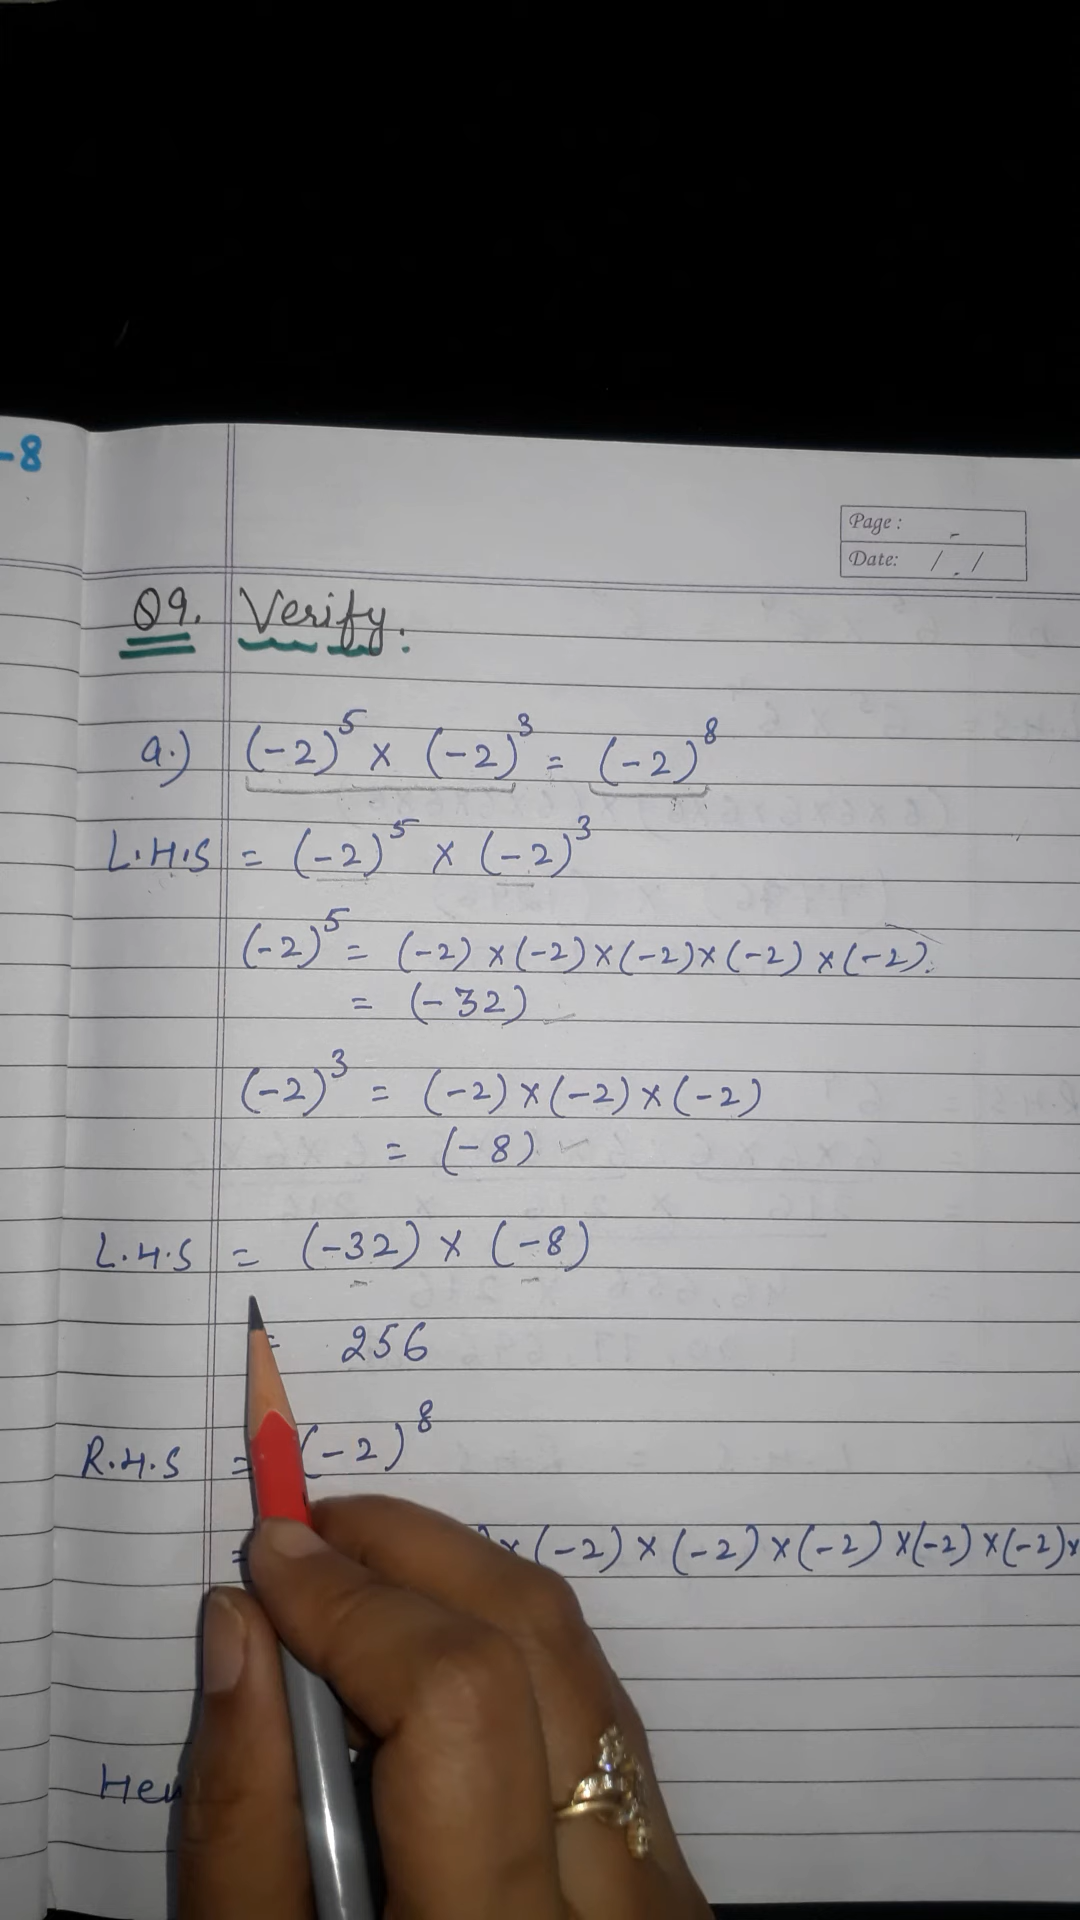 -8
Page : -
Date: / . /
Q9. Verify.
a.) (-2)⁵ × (-2)³ = (-2)⁸
L.H.S = (-2)⁵ × (-2)³
(-2)⁵ = (-2) × (-2) × (-2) × (-2) × (-2).
= (-32)
(-2)³ = (-2) × (-2) × (-2)
= (-8)
L.H.S = (-32) × (-8)
= 256
R.H.S = (-2)⁸
= × (-2) × (-2) × (-2) × (-2) × (-2) ×